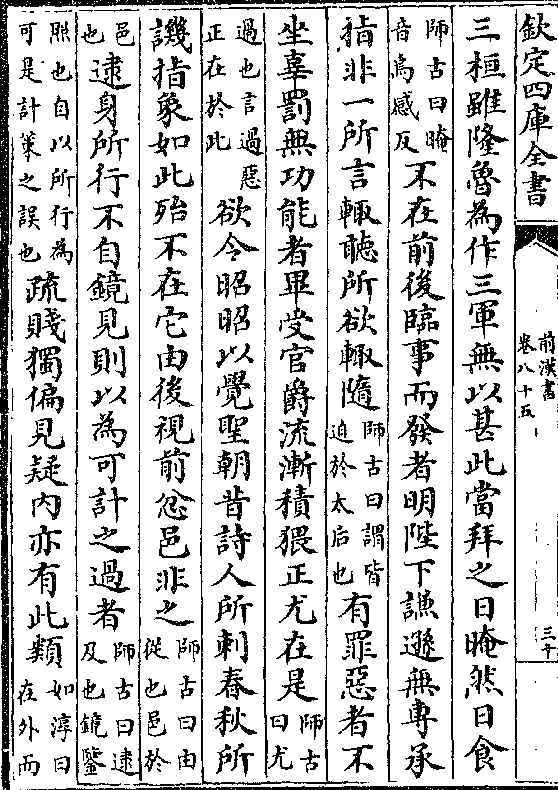 欽定四庫全書
前漢書
卷八十五
三十
三桓雖隆魯為作三軍無以甚此當拜之日晻然日食
師古曰晻
音烏感反
不在前後臨事而發者明陛下謙遜無專承
指非一所言輒聽所欲輒隨
師古曰謂皆
迫於太后也
有罪惡者不
坐辜罰無功能者畢受官爵流漸積猥正尤在是
師古
曰尤
過也言過惡
正在於此
欲令昭昭以覺聖朝昔詩人所刺春秋所
譏指象如此殆不在它由後視前忿邑非之
師古曰由
從也邑於
邑
也
逮身所行不自鏡見則以為可計之過者
師古曰逮
及也鏡鑒
照也自以所行為
可是計策之誤也
疏賤獨偏見疑內亦有此類
如淳曰
在外而